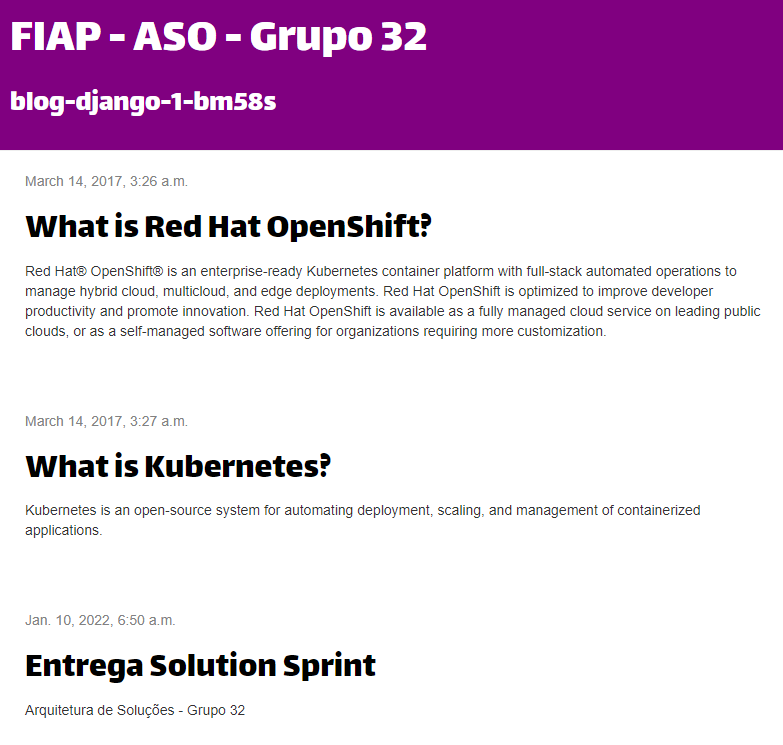 FIAP - ASO - Grupo 32
blog-django-1-bm58s
March 14, 2017, 3:26 a.m.
What is Red Hat OpenShift?
Red Hat® OpenShift® is an enterprise-ready Kubernetes container platform with full-stack automated operations to
manage hybrid cloud, multicloud, and edge deployments. Red Hat OpenShift is optimized to improve developer
productivity and promote innovation. Red Hat OpenShift is available as a fully managed cloud service on leading public
clouds, or as a self-managed software offering for organizations requiring more customization.
March 14, 2017, 3:27 a.m.
What is Kubernetes?
Kubernetes is an open-source system for automating deployment, scaling, and management of containerized
applications.
Jan. 10, 2022, 6:50 a.m.
Entrega Solution Sprint
Arquitetura de Soluções - Grupo 32